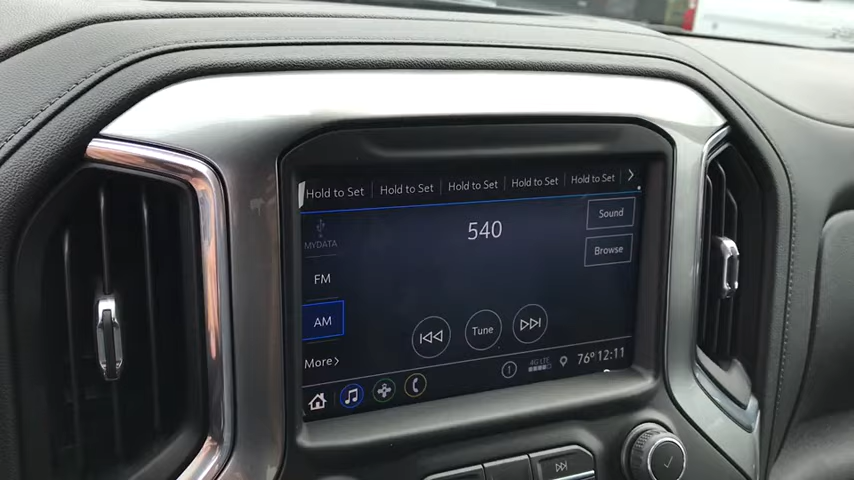 Hold to Set Hold to Set Hold to Set Hold to Set Hold to Set
MYDATA
540
Sound
Browse
FM
AM
Tune
More
1 4G LTE 76° 12:11